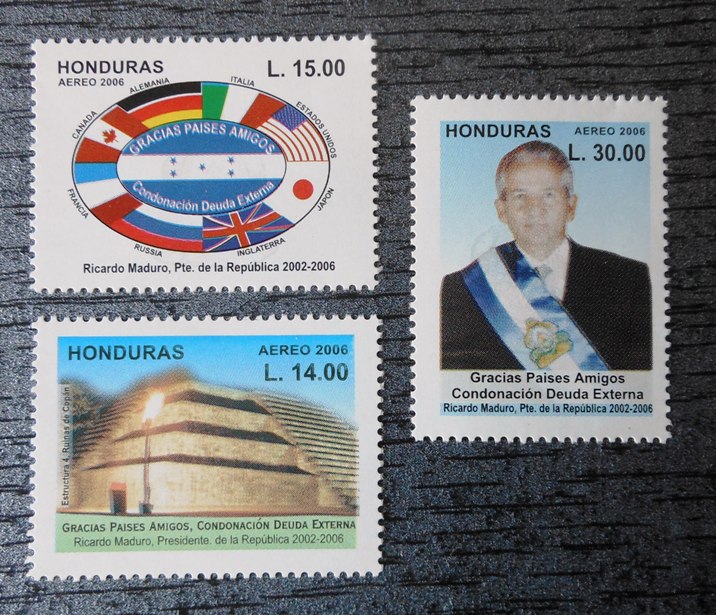 HONDURAS
L. 15.00
AEREO 2006
CANADA
ALEMANIA
ITALIA
ESTADOS UNIDOS
JAPON
INGLATERRA
RUSSIA
FRANCIA
GRACIAS PAISES AMIGOS
Condonación Deuda Externa
Ricardo Maduro, Pte. de la República 2002-2006
HONDURAS
AEREO 2006
L. 30.00
Gracias Paises Amigos
Condonación Deuda Externa
Ricardo Maduro, Pte. de la República 2002-2006
HONDURAS
AEREO 2006
L. 14.00
Estructura 4, Ruinas de Copán
GRACIAS PAISES AMIGOS, CONDONACIÓN DEUDA EXTERNA
Ricardo Maduro, Presidente. de la República 2002-2006